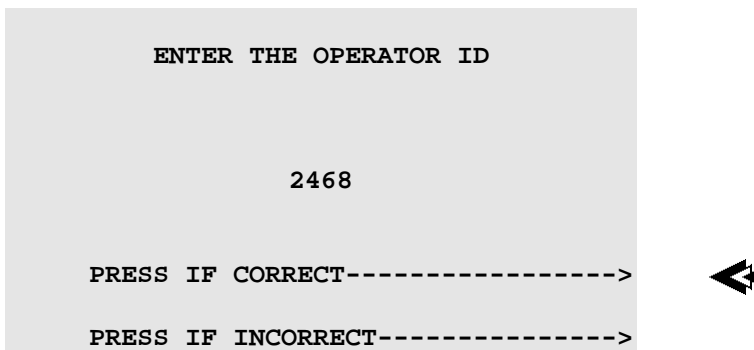 ENTER THE OPERATOR ID
2468
PRESS IF CORRECT----------------->
PRESS IF INCORRECT--------------->